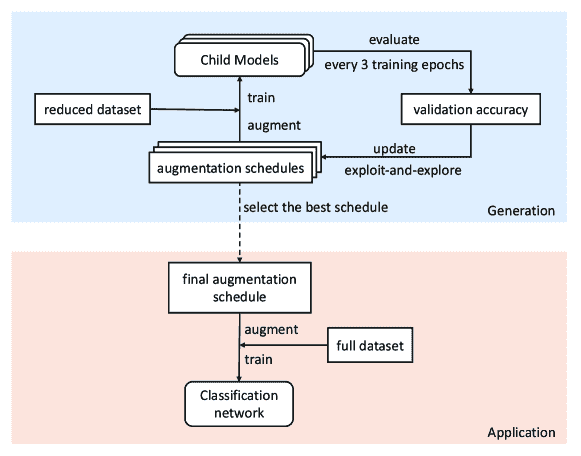 evaluate
Child Models
every 3 training epochs
train
reduced dataset
validation accuracy
augment
update
augmentation schedules
exploit-and-explore
select the best schedule
Generation
final augmentation
schedule
augment
full dataset
train
Classification
network
Application